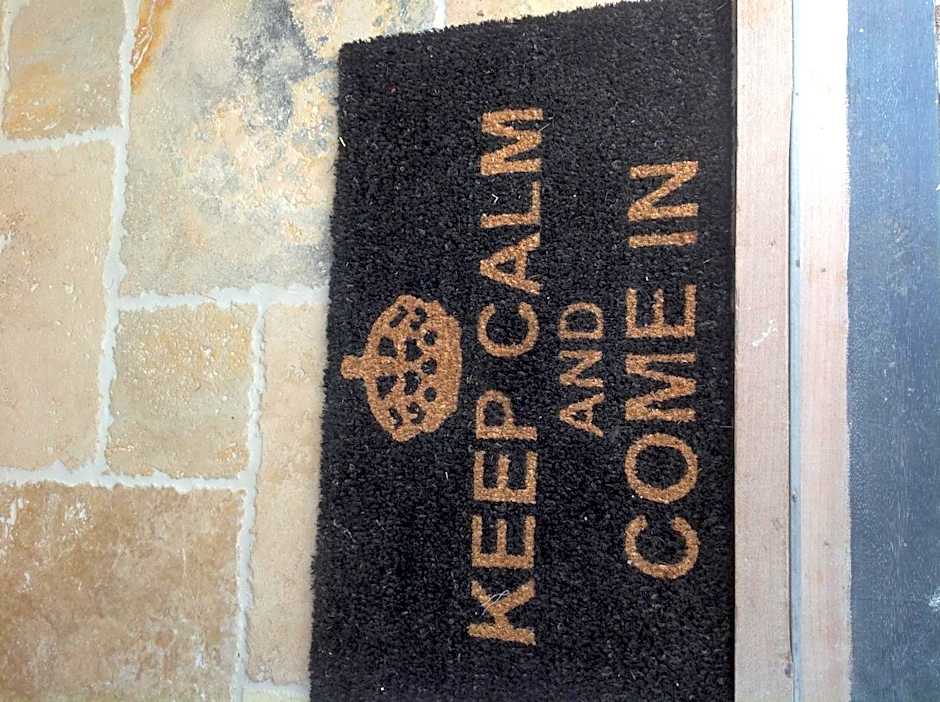 KEEP CALM
AND
COME IN